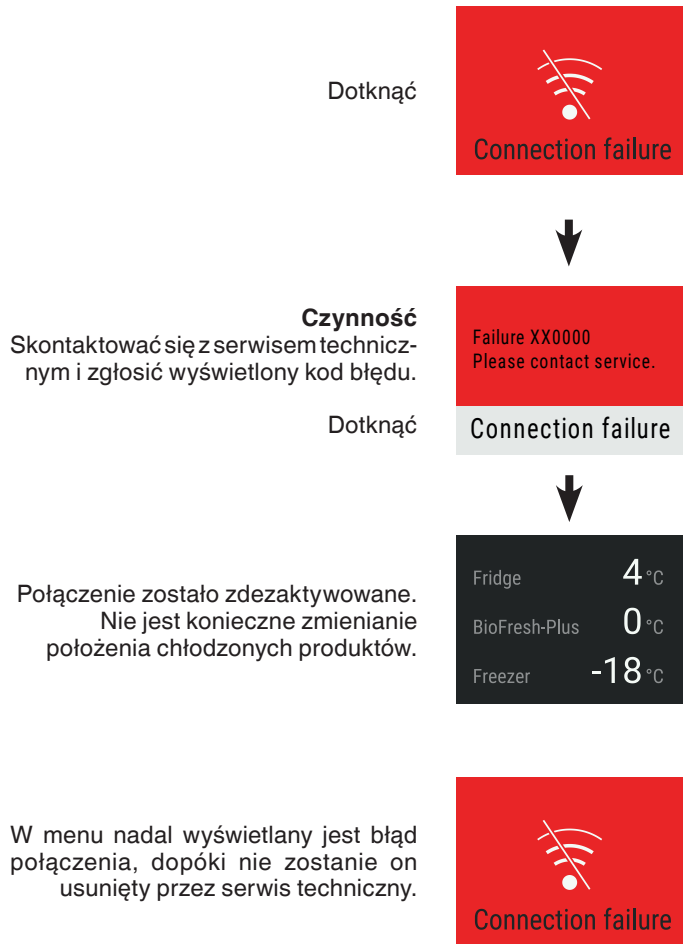 Dotknąć
Connection failure
Czynność
Skontaktować się z serwisem technicz-
nym i zgłosić wyświetlony kod błędu.
Failure XX0000
Please contact service.
Dotknąć
Connection failure
Połączenie zostało zdezaktywowane.
Nie jest konieczne zmienianie
położenia chłodzonych produktów.
Fridge 4 °C
BioFresh-Plus 0 °C
Freezer -18 °C
W menu nadal wyświetlany jest błąd
połączenia, dopóki nie zostanie on
usunięty przez serwis techniczny.
Connection failure